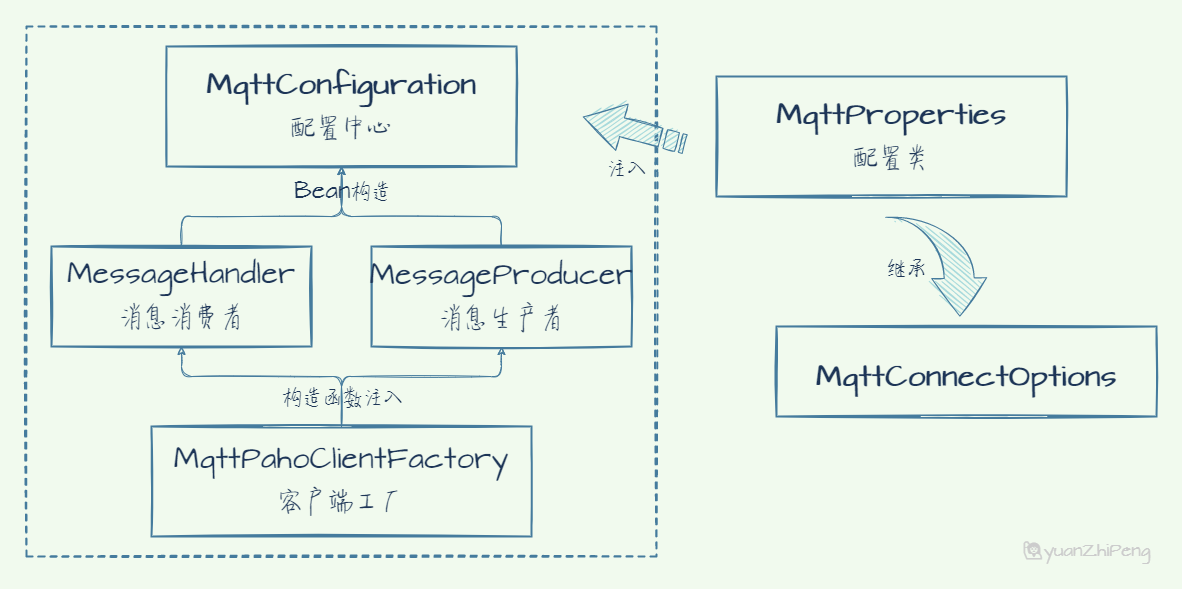 MqttConfiguration
配置中心
MqttProperties
配置类
注入
Bean构造
MessageHandler
消息消费者
MessageProducer
消息生产者
继承
MqttConnectOptions
构造函数注入
MqttPahoClientFactory
客户端工厂
yuanZhiPeng